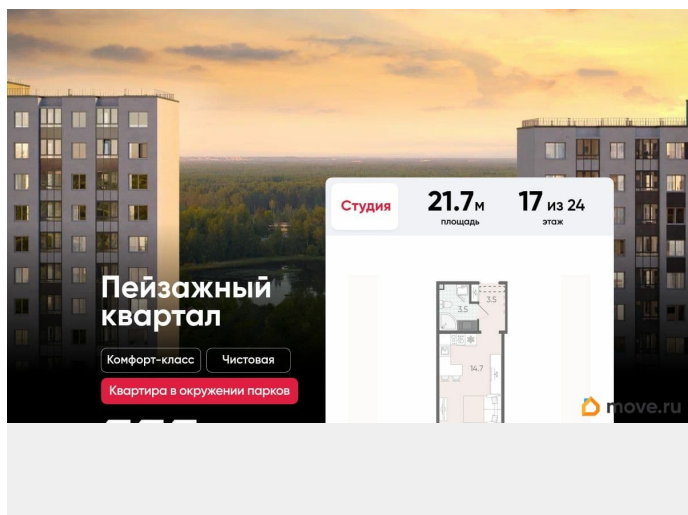 Студия
21.7м
площадь
17 из 24
этаж
Пейзажный
квартал
Комфорт-класс
Чистовая
Квартира в окружении парков
3.5
3.5
14.7
move.ru